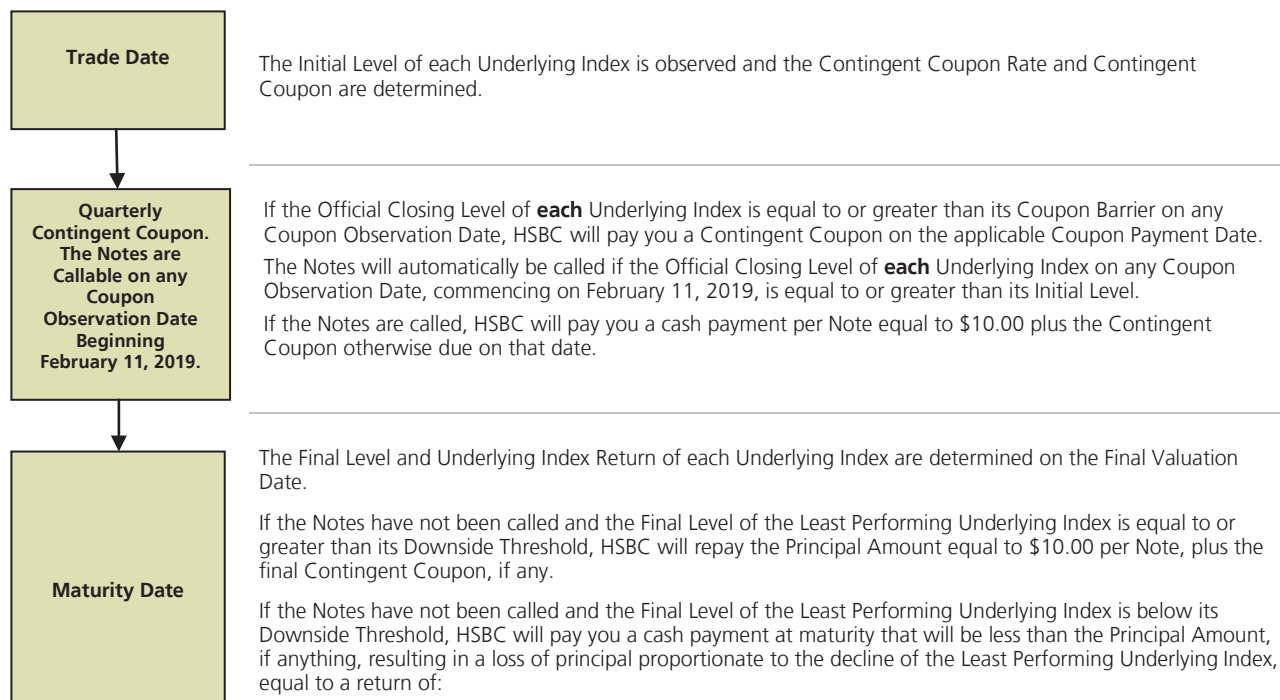 Trade Date
The Initial Level of each Underlying Index is observed and the Contingent Coupon Rate and Contingent
Coupon are determined.
Quarterly
Contingent Coupon.
The Notes are
Callable on any
Coupon
Observation Date
Beginning
February 11, 2019.
If the Official Closing Level of each Underlying Index is equal to or greater than its Coupon Barrier on any
Coupon Observation Date, HSBC will pay you a Contingent Coupon on the applicable Coupon Payment Date.
The Notes will automatically be called if the Official Closing Level of each Underlying Index on any Coupon
Observation Date, commencing on February 11, 2019, is equal to or greater than its Initial Level.
If the Notes are called, HSBC will pay you a cash payment per Note equal to $10.00 plus the Contingent
Coupon otherwise due on that date.
Maturity Date
The Final Level and Underlying Index Return of each Underlying Index are determined on the Final Valuation
Date.
If the Notes have not been called and the Final Level of the Least Performing Underlying Index is equal to or
greater than its Downside Threshold, HSBC will repay the Principal Amount equal to $10.00 per Note, plus the
final Contingent Coupon, if any.
If the Notes have not been called and the Final Level of the Least Performing Underlying Index is below its
Downside Threshold, HSBC will pay you a cash payment at maturity that will be less than the Principal Amount,
if anything, resulting in a loss of principal proportionate to the decline of the Least Performing Underlying Index,
equal to a return of: